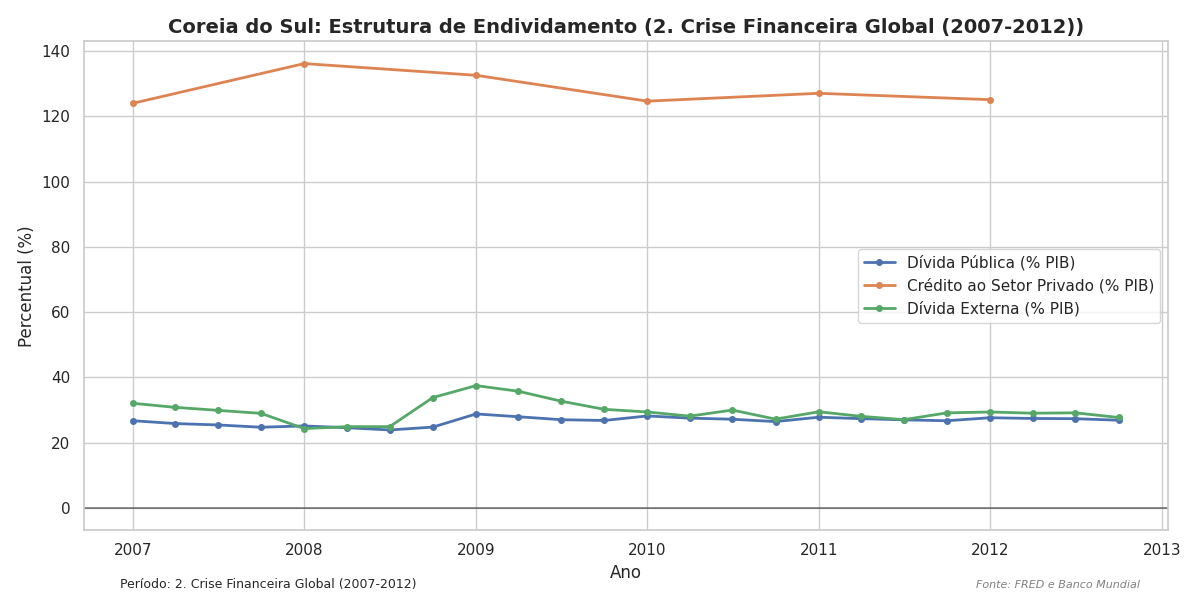 Coreia do Sul: Estrutura de Endividamento (2. Crise Financeira Global (2007-2012))
Percentual (%)
140
120
100
80
60
40
20
0
Dívida Pública (% PIB)
Crédito ao Setor Privado (% PIB)
Dívida Externa (% PIB)
2007 2008 2009 2010 2011 2012 2013
Ano
Período: 2. Crise Financeira Global (2007-2012)
Fonte: FRED e Banco Mundial